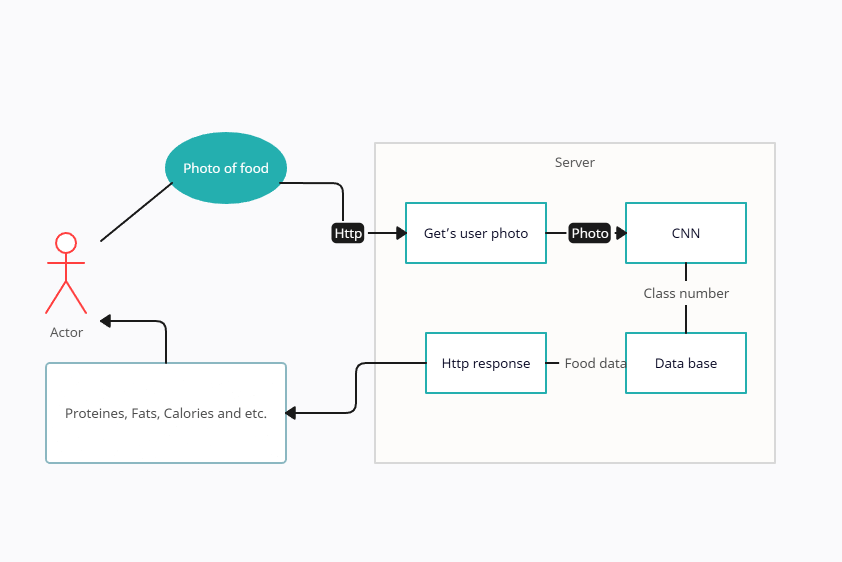 Photo of food
Server
Http
Get's user photo
Photo
CNN
Class number
Actor
Http response
Food data
Data base
Proteines, Fats, Calories and etc.